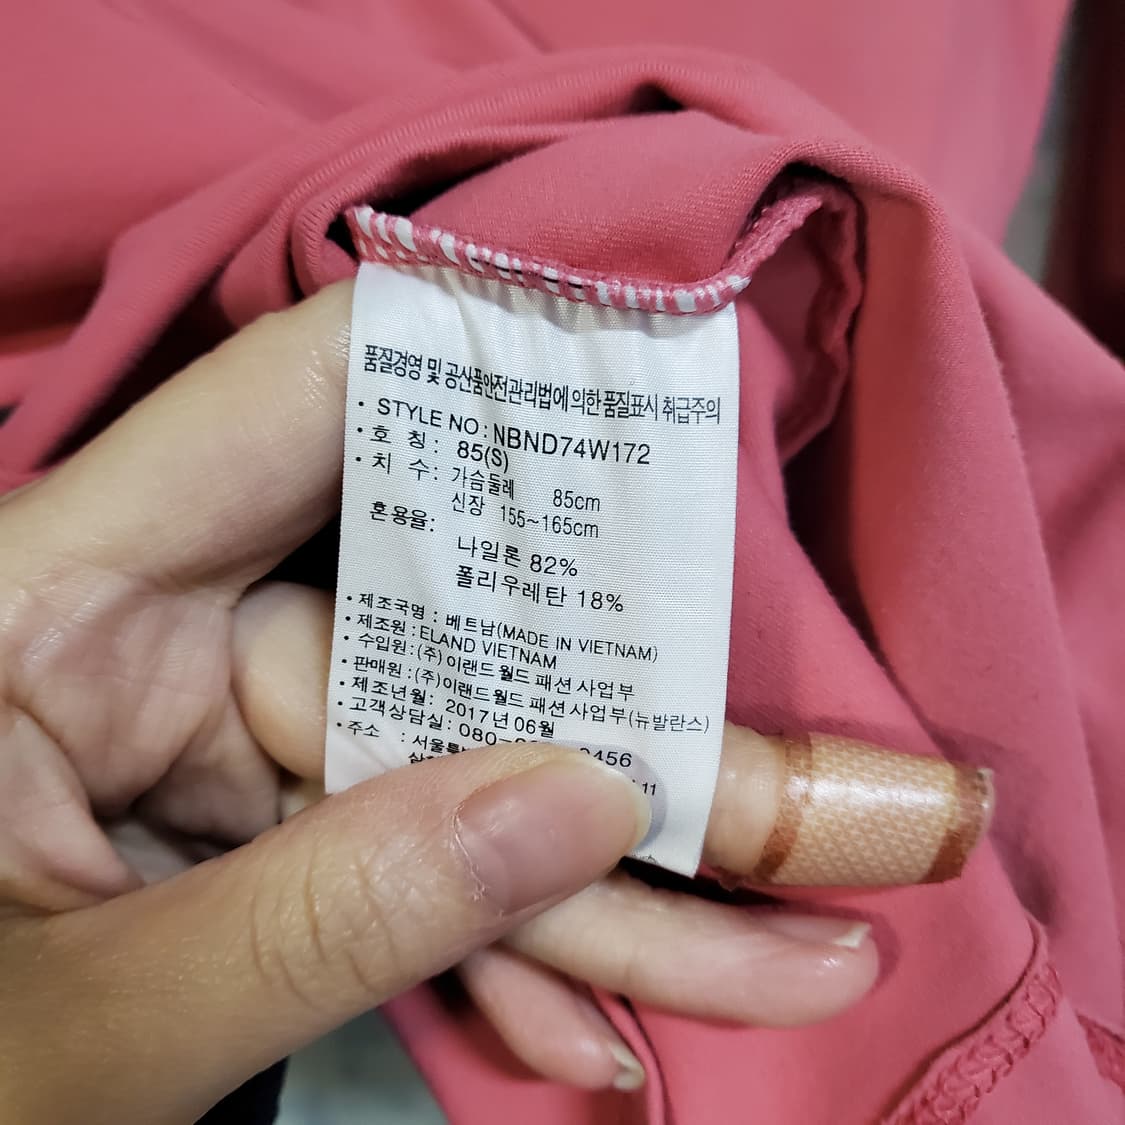 품질경영 및 공산품안전관리법에 의한 품질표시 취급주의
• STYLE NO : NBND74W172
• 호 칭 : 85(S)
• 치 수 : 가슴둘레 85cm
신장 155~165cm
혼용율:
나일론 82%
폴리우레탄 18%
• 제조국명 : 베트남(MADE IN VIETNAM)
• 제조원 : ELAND VIETNAM
• 수입원 : (주)이랜드월드 패션사업부
• 판매원 : (주)이랜드월드 패션사업부(뉴발란스)
• 제조년월 : 2017년 06월
• 고객상담실 : 080- 456
• 주소 :
11